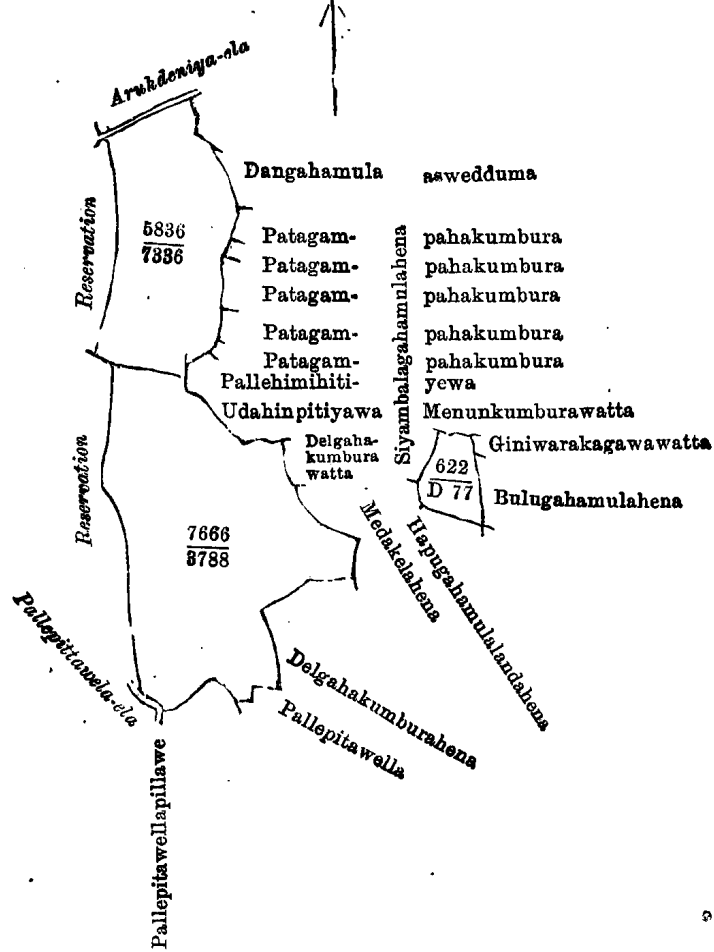 Arukdeniya-ela
Dangahamula aswedduma
Reservation
5836
7336
Patagam- pahakumbura
Patagam- pahakumbura
Patagam- pahakumbura
Patagam- pahakumbura
Patagam- pahakumbura
Siyambalagahamulahena
Pallehimihiti- yewa
Udahinpitiyawa Menunkumburawatta
Delgaha-
kumbura
watta
Giniwarakagawawatta
622
D 77
Bulugahamulahena
Reservation
7666
3788
Medakelahena
Hapugahamulalandahena
Pallepittawela-ela
Delgahakumburahena
Pallepitawella
Pallepitawellapillawe